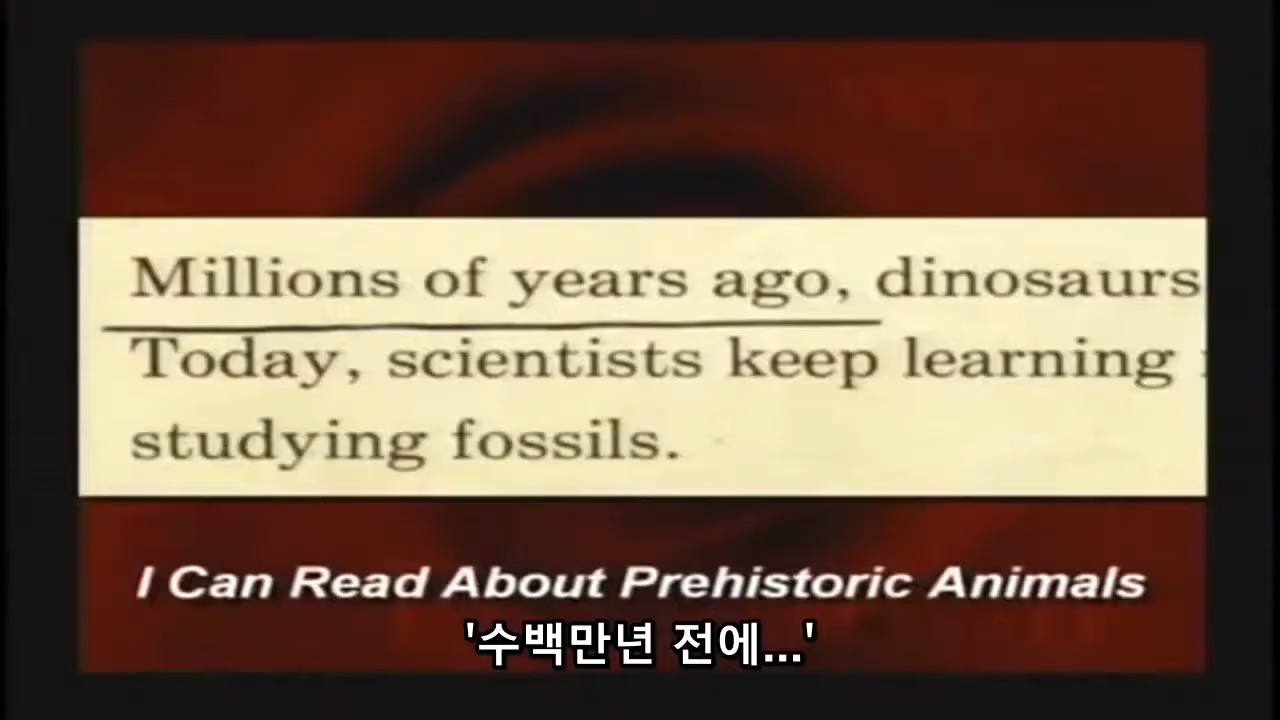 Millions of years ago, dinosaurs
Today, scientists keep learning
studying fossils.
I Can Read About Prehistoric Animals
'수백만년 전에...'